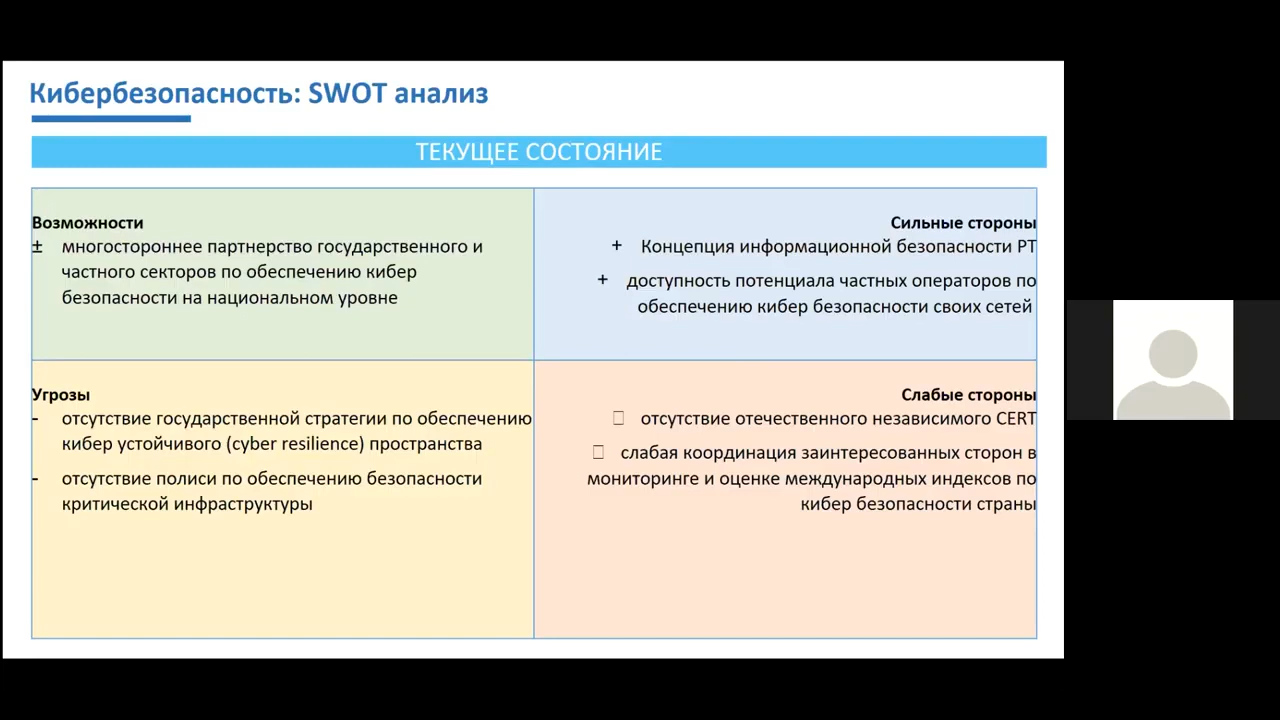 Кибербезопасность: SWOT анализ
ТЕКУЩЕЕ СОСТОЯНИЕ
Возможности
± многостороннее партнерство государственного и
частного секторов по обеспечению кибер
безопасности на национальном уровне
Сильные стороны
+ Концепция информационной безопасности РТ
+ доступность потенциала частных операторов по
обеспечению кибер безопасности своих сетей
Угрозы
- отсутствие государственной стратегии по обеспечению
кибер устойчивого (cyber resilience) пространства
- отсутствие полиси по обеспечению безопасности
критической инфраструктуры
Слабые стороны
отсутствие отечественного независимого CERT
слабая координация заинтересованных сторон в
мониторинге и оценке международных индексов по
кибер безопасности страны